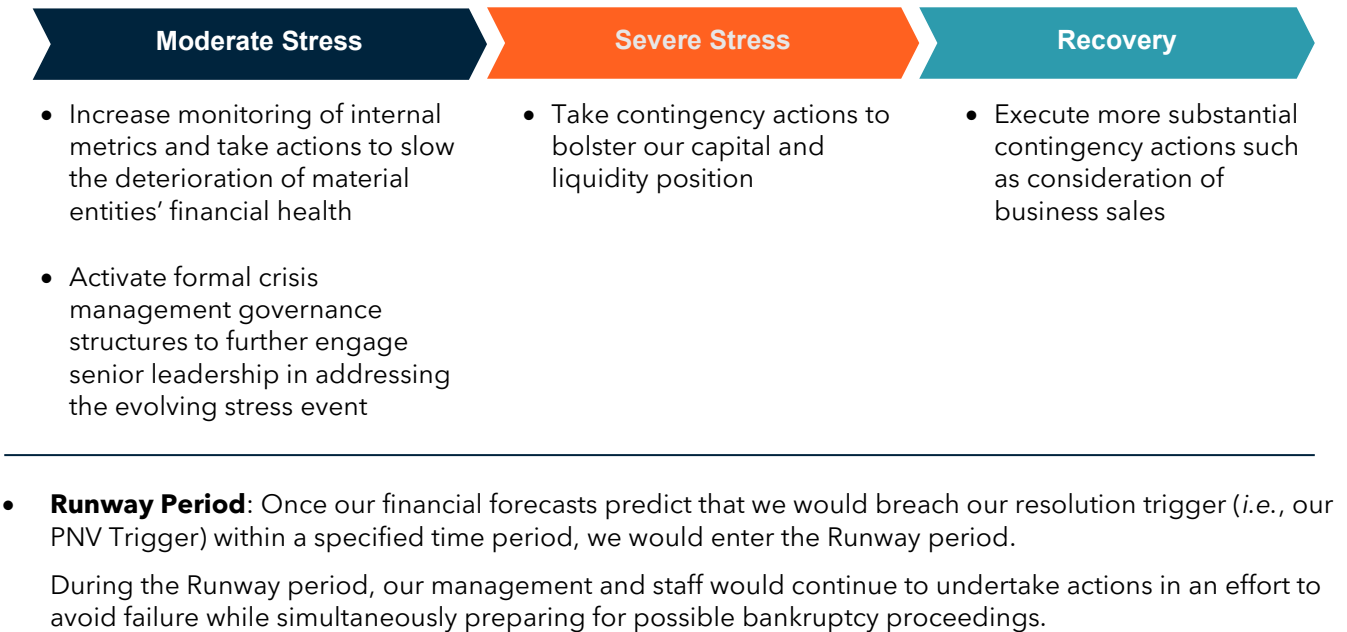 Moderate Stress
Severe Stress
Recovery
• Increase monitoring of internal
metrics and take actions to slow
the deterioration of material
entities’ financial health
• Activate formal crisis
management governance
structures to further engage
senior leadership in addressing
the evolving stress event
• Take contingency actions to
bolster our capital and
liquidity position
• Execute more substantial
contingency actions such
as consideration of
business sales
• Runway Period: Once our financial forecasts predict that we would breach our resolution trigger (i.e., our
PNV Trigger) within a specified time period, we would enter the Runway period.
During the Runway period, our management and staff would continue to undertake actions in an effort to
avoid failure while simultaneously preparing for possible bankruptcy proceedings.